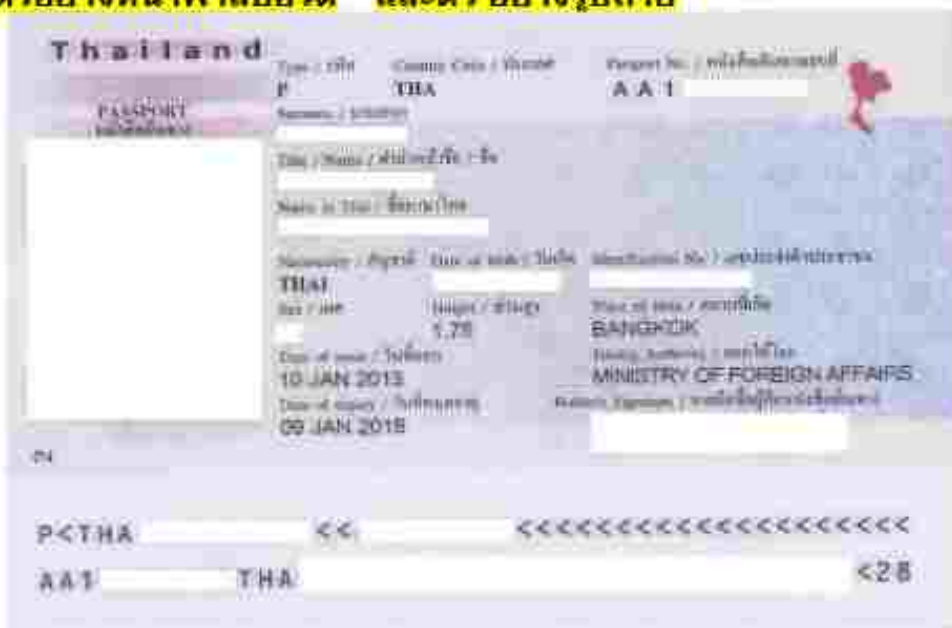 Thailand
PASSPORT
หนังสือเดินทาง
Type / ประเภท
Country Code / ประเทศ
Passport No. / หนังสือเดินทางเลขที่
P
THA
AA1
Surname /
Title / Name / คำนำหน้าชื่อ / ชื่อ
Name in Thai / ชื่อภาษาไทย
Nationality / สัญชาติ
Date of birth / วันเกิด
Identification No. / เลขประจำตัวประชาชน
THAI
Sex / เพศ
Height / ส่วนสูง
Place of birth / สถานที่เกิด
1.78
BANGKOK
Date of issue / วันที่ออก
Issuing Authority / ออกให้โดย
10 JAN 2013
MINISTRY OF FOREIGN AFFAIRS
Date of expiry / วันที่หมดอายุ
Holder's Signature / ลายมือชื่อผู้ถือหนังสือเดินทาง
09 JAN 2018
P<THA << <<<<<<<<<<<<<<<<<<<<
AA1 THA <28